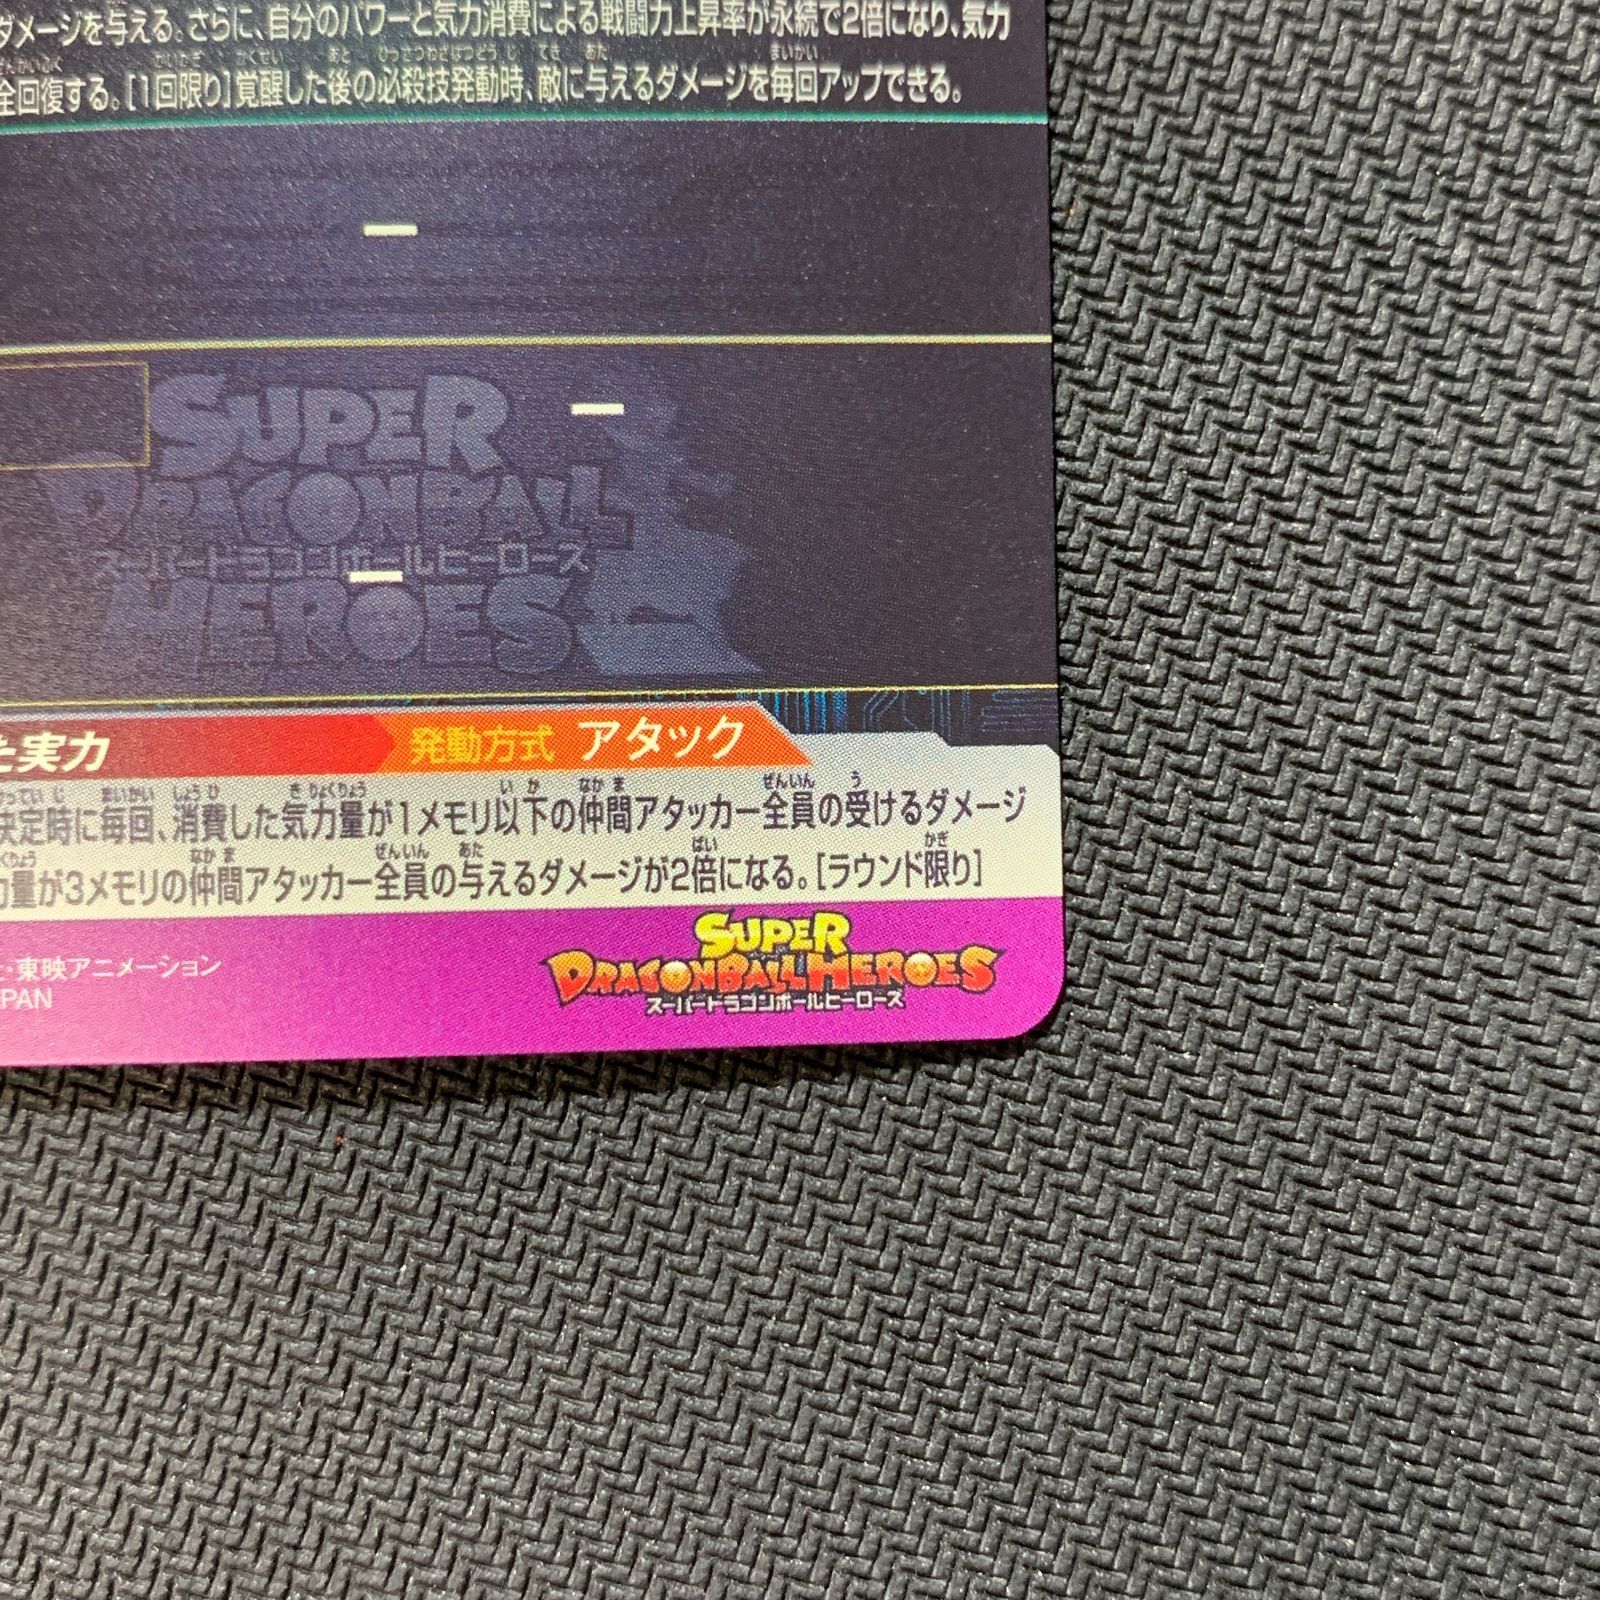 ダメージを与える。さらに、自分のパワーと気力消費による戦闘力上昇率が永続で2倍になり、気力
全回復する。[1回限り]覚醒した後の必殺技発動時、敵に与えるダメージを毎回アップできる。
SUPER
DRAGONBALL
スーパードラゴンボールヒーローズ
HEROES
た実力 発動方式 アタック
決定時に毎回、消費した気力量が1メモリ以下の仲間アタッカー全員の受けるダメージ
力量が3メモリの仲間アタッカー全員の与えるダメージが2倍になる。[ラウンド限り]
・東映アニメーション
PAN
SUPER
DRAGONBALL HEROES
スーパードラゴンボールヒーローズ